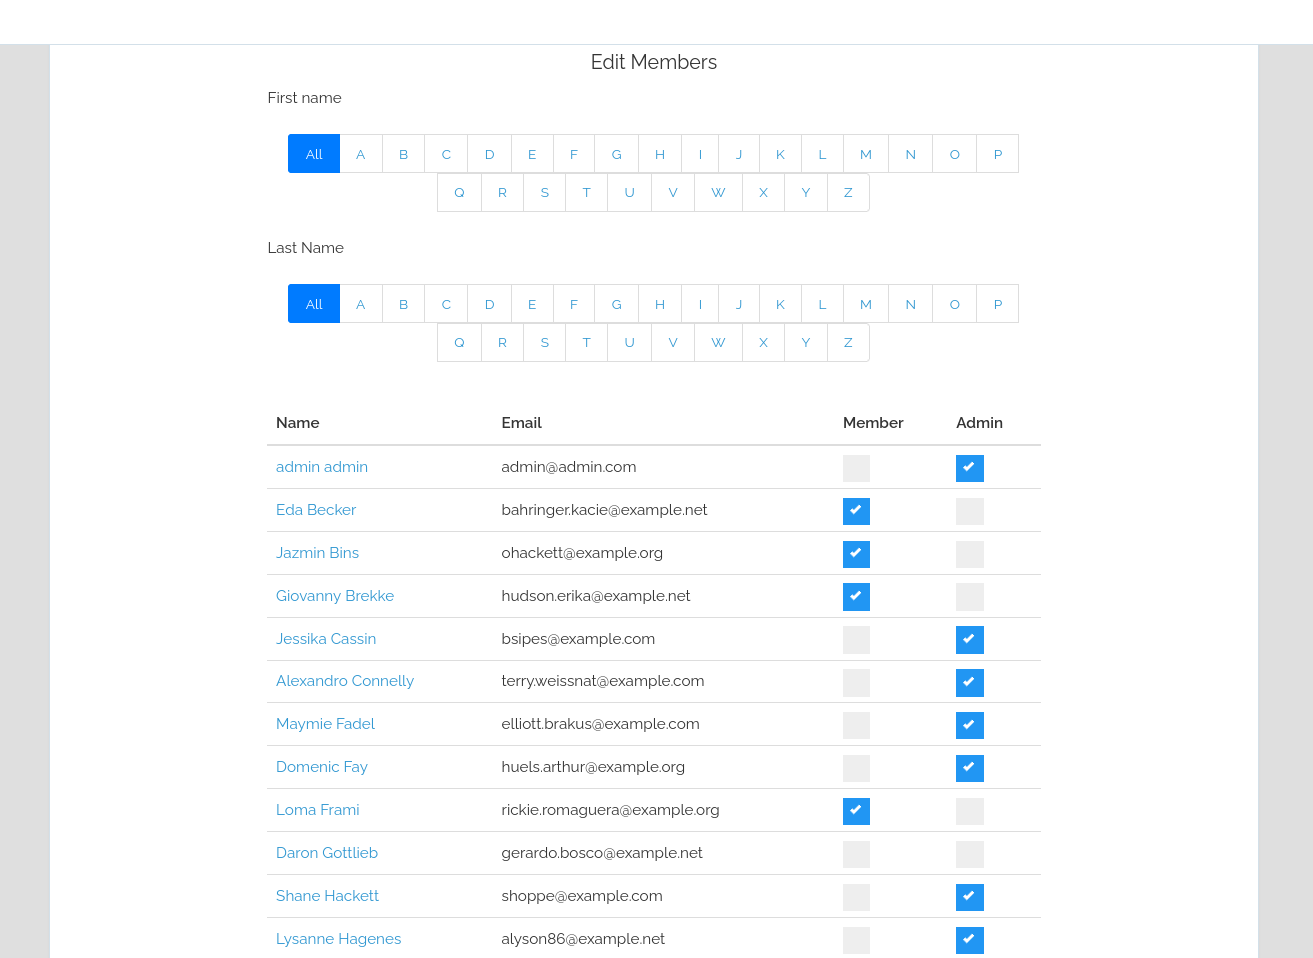 Edit Members
First name
All A B C D E F G H I J K L M N O P
Q R S T U V W X Y Z
Last Name
All A B C D E F G H I J K L M N O P
Q R S T U V W X Y Z
Name Email Member Admin
admin admin admin@admin.com
Eda Becker bahringer.kacie@example.net
Jazmin Bins ohackett@example.org
Giovanny Brekke hudson.erika@example.net
Jessika Cassin bsipes@example.com
Alexandro Connelly terry.weissnat@example.com
Maymie Fadel elliott.brakus@example.com
Domenic Fay huels.arthur@example.org
Loma Frami rickie.romaguera@example.org
Daron Gottlieb gerardo.bosco@example.net
Shane Hackett shoppe@example.com
Lysanne Hagenes alyson86@example.net